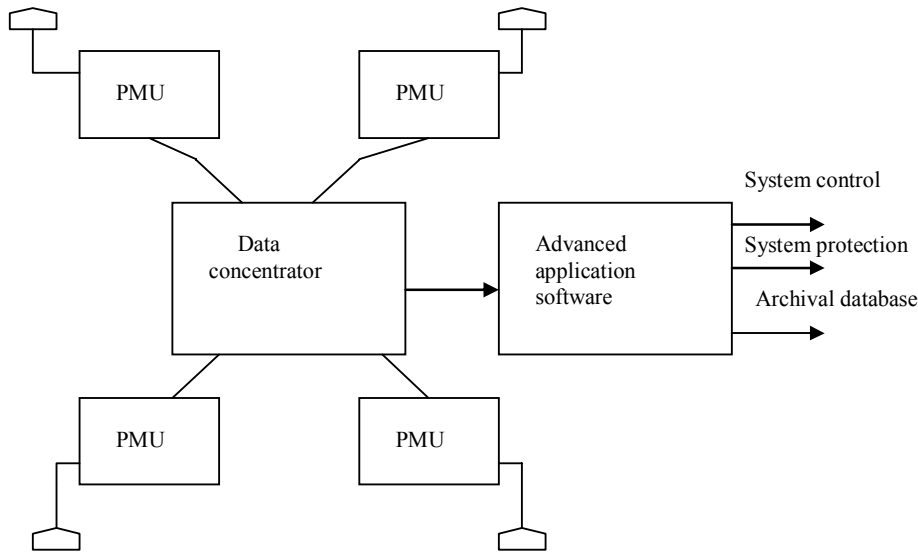 PMU
PMU
System control
Data
concentrator
Advanced
application
software
System protection
Archival database
PMU
PMU